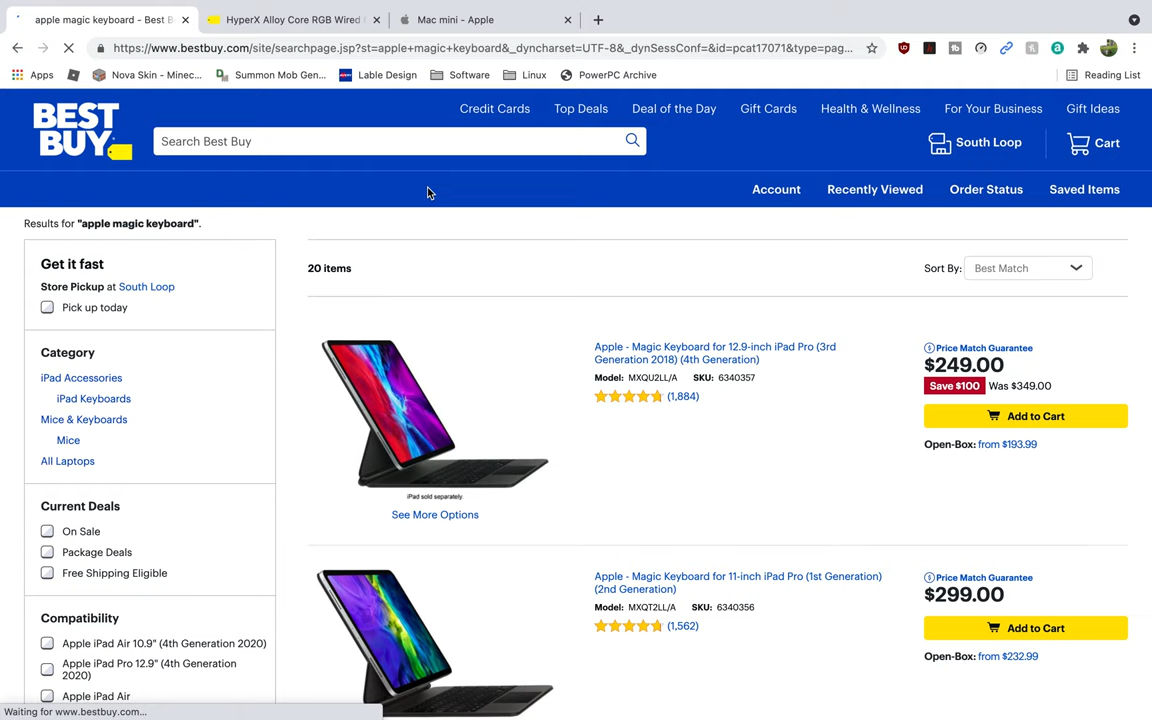 apple magic keyboard - Best B
HyperX Alloy Core RGB Wired
Mac mini - Apple
https://www.bestbuy.com/site/searchpage.jsp?st=apple+magic+keyboard&_dyncharset=UTF-8&_dynSessConf=&id=pcat17071&type=pag...
Apps
Nova Skin - Minec...
Summon Mob Gen...
Lable Design
Software
Linux
PowerPC Archive
Reading List
BEST
BUY
Credit Cards
Top Deals
Deal of the Day
Gift Cards
Health & Wellness
For Your Business
Gift Ideas
Search Best Buy
South Loop
Cart
Account
Recently Viewed
Order Status
Saved Items
Results for "apple magic keyboard".
Get it fast
Store Pickup at South Loop
Pick up today
Category
iPad Accessories
iPad Keyboards
Mice & Keyboards
Mice
All Laptops
Current Deals
On Sale
Package Deals
Free Shipping Eligible
Compatibility
Apple iPad Air 10.9" (4th Generation 2020)
Apple iPad Pro 12.9" (4th Generation
2020)
Apple iPad Air
20 items
Sort By: Best Match
iPad sold separately.
See More Options
Apple - Magic Keyboard for 12.9-inch iPad Pro (3rd
Generation 2018) (4th Generation)
Model: MXQU2LL/A SKU: 6340357
(1,884)
Price Match Guarantee
$249.00
Save $100 Was $349.00
Add to Cart
Open-Box: from $193.99
Apple - Magic Keyboard for 11-inch iPad Pro (1st Generation)
(2nd Generation)
Model: MXQT2LL/A SKU: 6340356
(1,562)
Price Match Guarantee
$299.00
Add to Cart
Open-Box: from $232.99
Waiting for www.bestbuy.com...